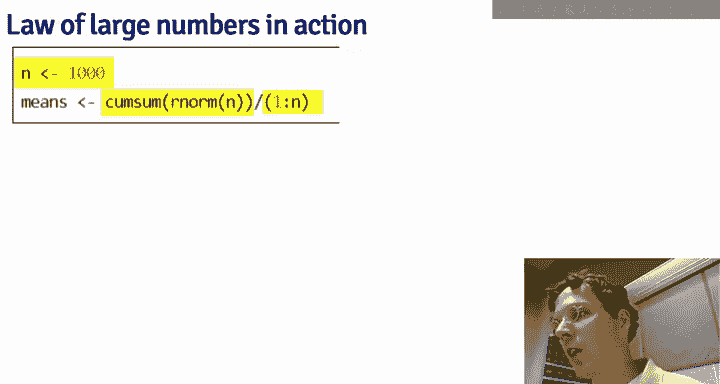 Law of large numbers in action
n <- 1000
means <- cumsum(rnorm(n))/(1:n)